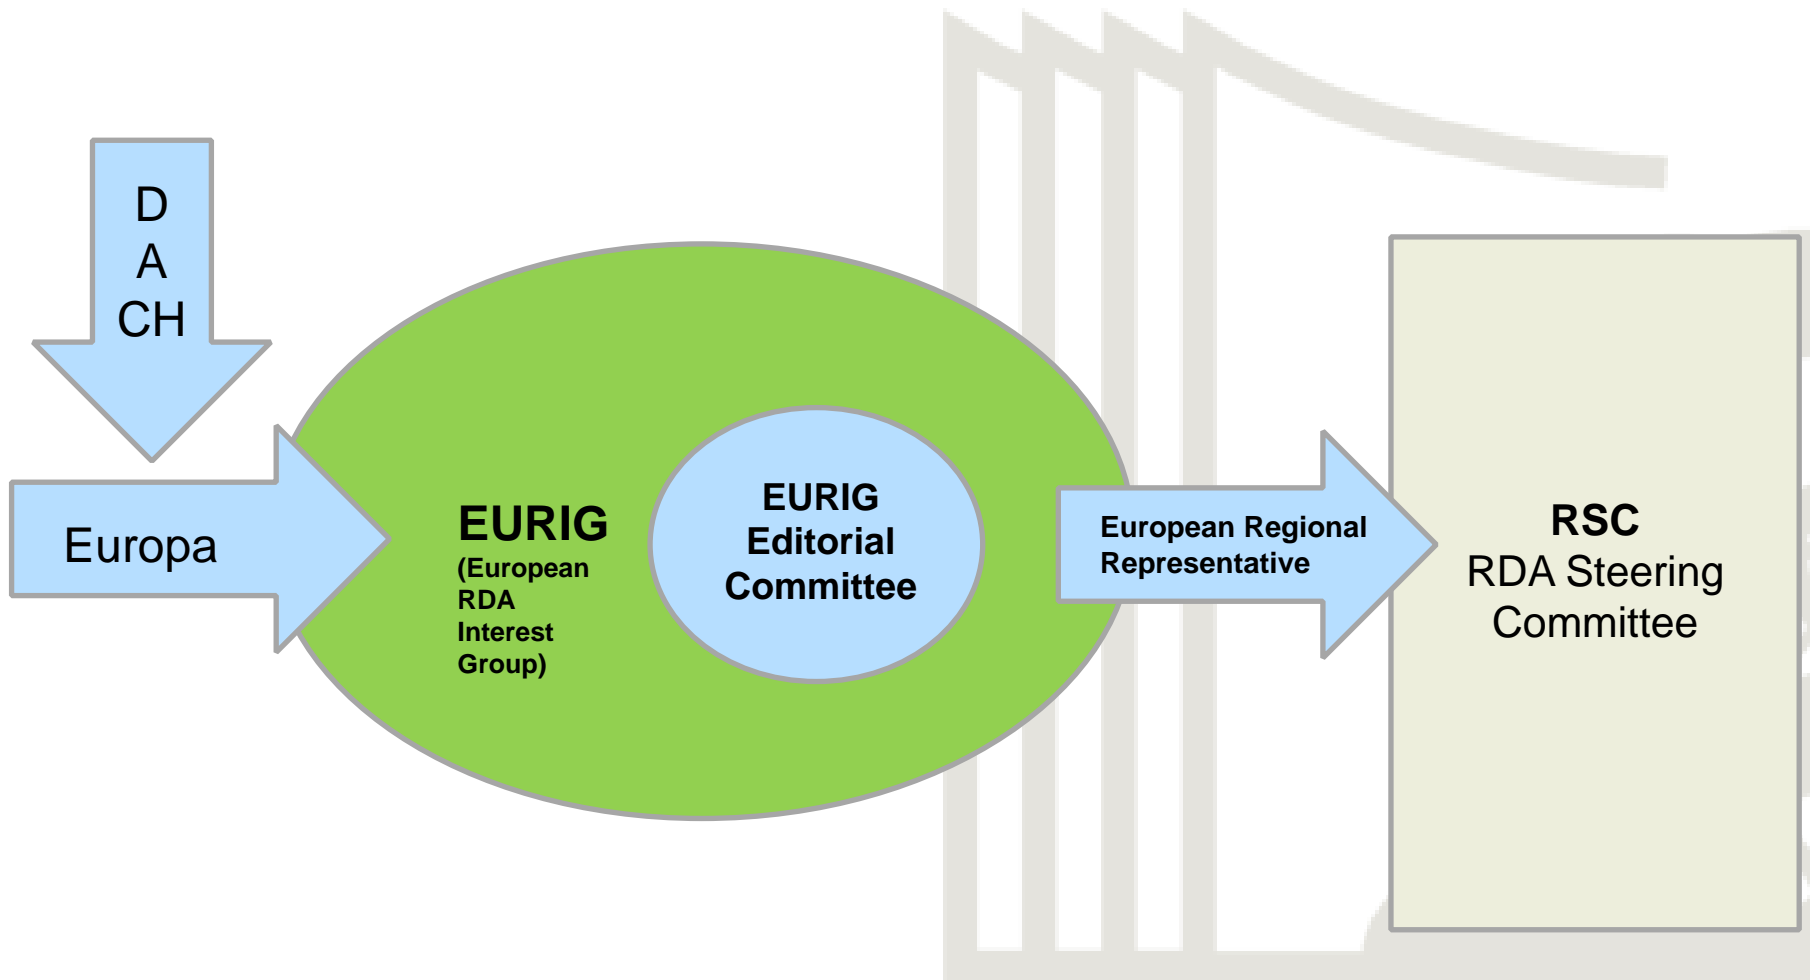 D
A
CH
Europa
EURIG
(European
RDA
Interest
Group)
EURIG
Editorial
Committee
European Regional
Representative
RSC
RDA Steering
Committee